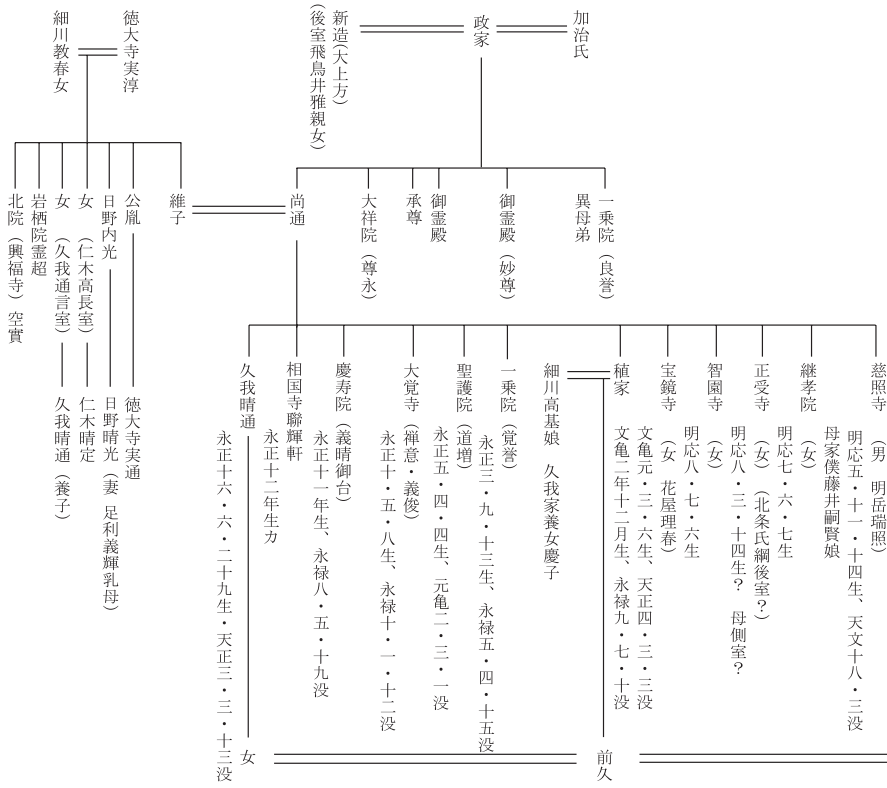 加治氏
政家
新造(大上方)
(後室飛鳥井雅親女)
徳大寺実淳
細川教春女
一乗院(良誉)
異母弟
御霊殿(妙尊)
御霊殿
承尊
大祥院(尊永)
尚通
維子
公胤
徳大寺実通
日野内光
日野晴光(妻 足利義輝乳母)
女(仁木高長室)
仁木晴定
女(久我通言室)
久我晴通(養子)
岩栖院霊超
北院(興福寺)空實
慈照寺(男 明岳瑞照)
明応五・十一・十四生、天文十八・三没
母家僕藤井嗣賢娘
継孝院(女)
明応七・六・七生
正受寺(女)(北条氏綱後室?)
明応八・三・十四生? 母側室?
智園寺(女)
明応八・七・六生
宝鏡寺(女 花屋理春)
文亀元・三・六生、天正四・三・三没
稙家 文亀二年十二月生、永禄九・七・十没
細川高基娘 久我家養女慶子
一乗院(覚誉)
永正三・九・十三生、永禄五・四・十五没
聖護院(道増)
永正五・四・四生、元亀二・三・一没
大覚寺(禅意・義俊)
永正十・五・八生、永禄十・一・十二没
慶寿院(義晴御台)
永正十一年生、永禄八・五・十九没
相国寺聯輝軒
永正十二年生カ
久我晴通
永正十六・六・二十九生・天正三・三・十三没
前久
女